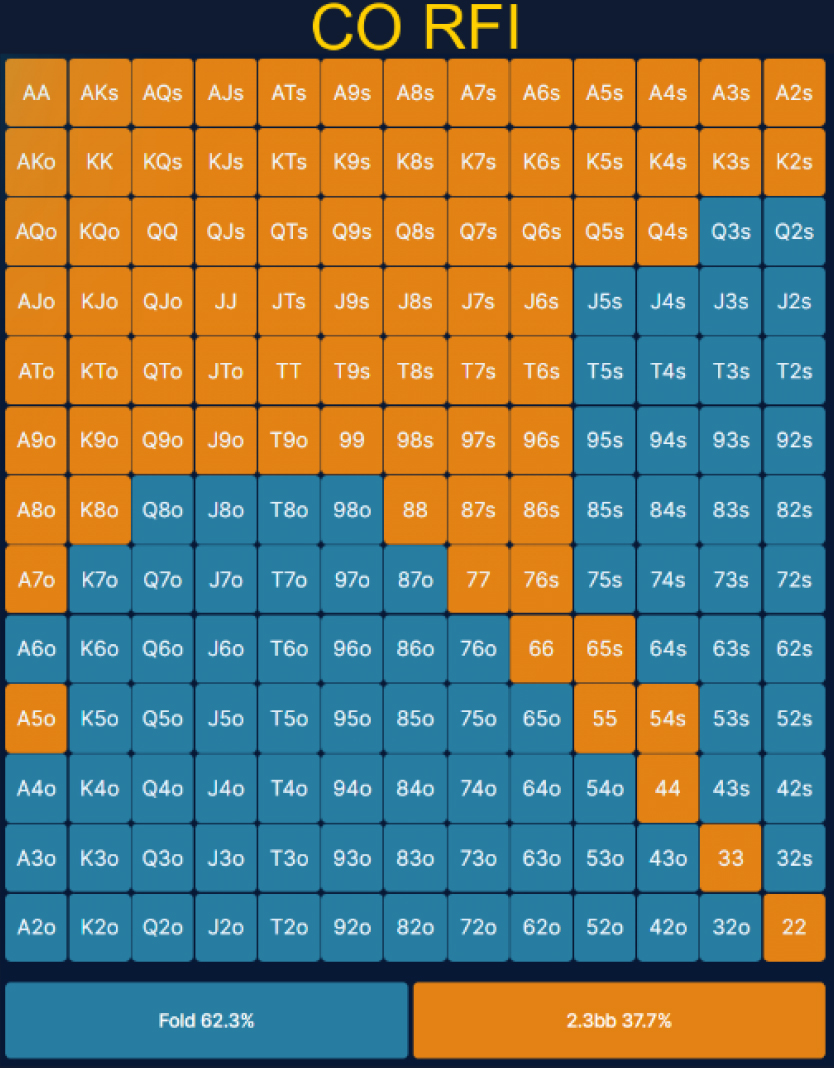 CO RFI
AA AKs AQs AJs ATs A9s A8s A7s A6s A5s A4s A3s A2s
AKo KK KQs KJs KTs K9s K8s K7s K6s K5s K4s K3s K2s
AQo KQo QQ QJs QTs Q9s Q8s Q7s Q6s Q5s Q4s Q3s Q2s
AJo KJo QJo JJ JTs J9s J8s J7s J6s J5s J4s J3s J2s
ATo KTo QTo JTo TT T9s T8s T7s T6s T5s T4s T3s T2s
A9o K9o Q9o J9o T9o 99 98s 97s 96s 95s 94s 93s 92s
A8o K8o Q8o J8o T8o 98o 88 87s 86s 85s 84s 83s 82s
A7o K7o Q7o J7o T7o 97o 87o 77 76s 75s 74s 73s 72s
A6o K6o Q6o J6o T6o 96o 86o 76o 66 65s 64s 63s 62s
A5o K5o Q5o J5o T5o 95o 85o 75o 65o 55 54s 53s 52s
A4o K4o Q4o J4o T4o 94o 84o 74o 64o 54o 44 43s 42s
A3o K3o Q3o J3o T3o 93o 83o 73o 63o 53o 43o 33 32s
A2o K2o Q2o J2o T2o 92o 82o 72o 62o 52o 42o 32o 22
Fold 62.3% 2.3bb 37.7%